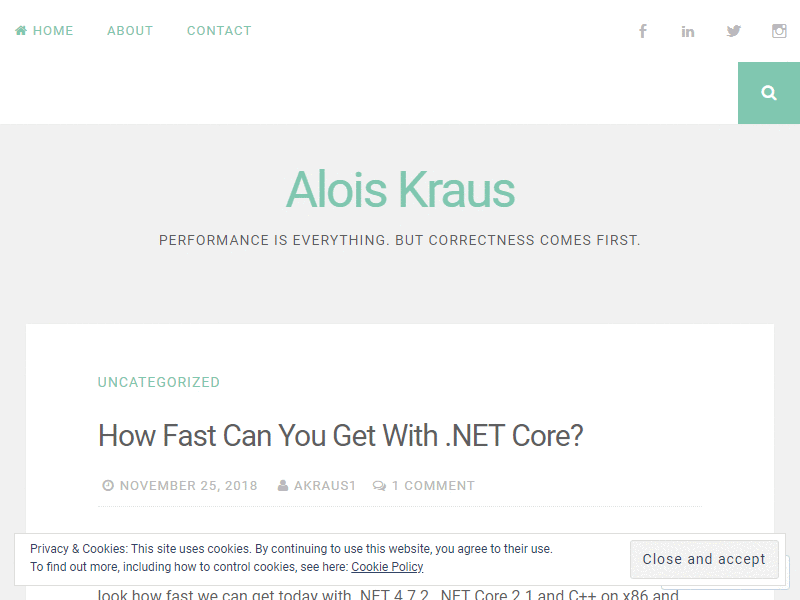 HOME ABOUT CONTACT
Alois Kraus
PERFORMANCE IS EVERYTHING. BUT CORRECTNESS COMES FIRST.
UNCATEGORIZED
How Fast Can You Get With .NET Core?
NOVEMBER 25, 2018 AKRAUS1 1 COMMENT
Privacy & Cookies: This site uses cookies. By continuing to use this website, you agree to their use.
To find out more, including how to control cookies, see here: Cookie Policy
Close and accept
look how fast we can get today with .NET 4.7.2, .NET Core 2.1 and C++ on x86 and